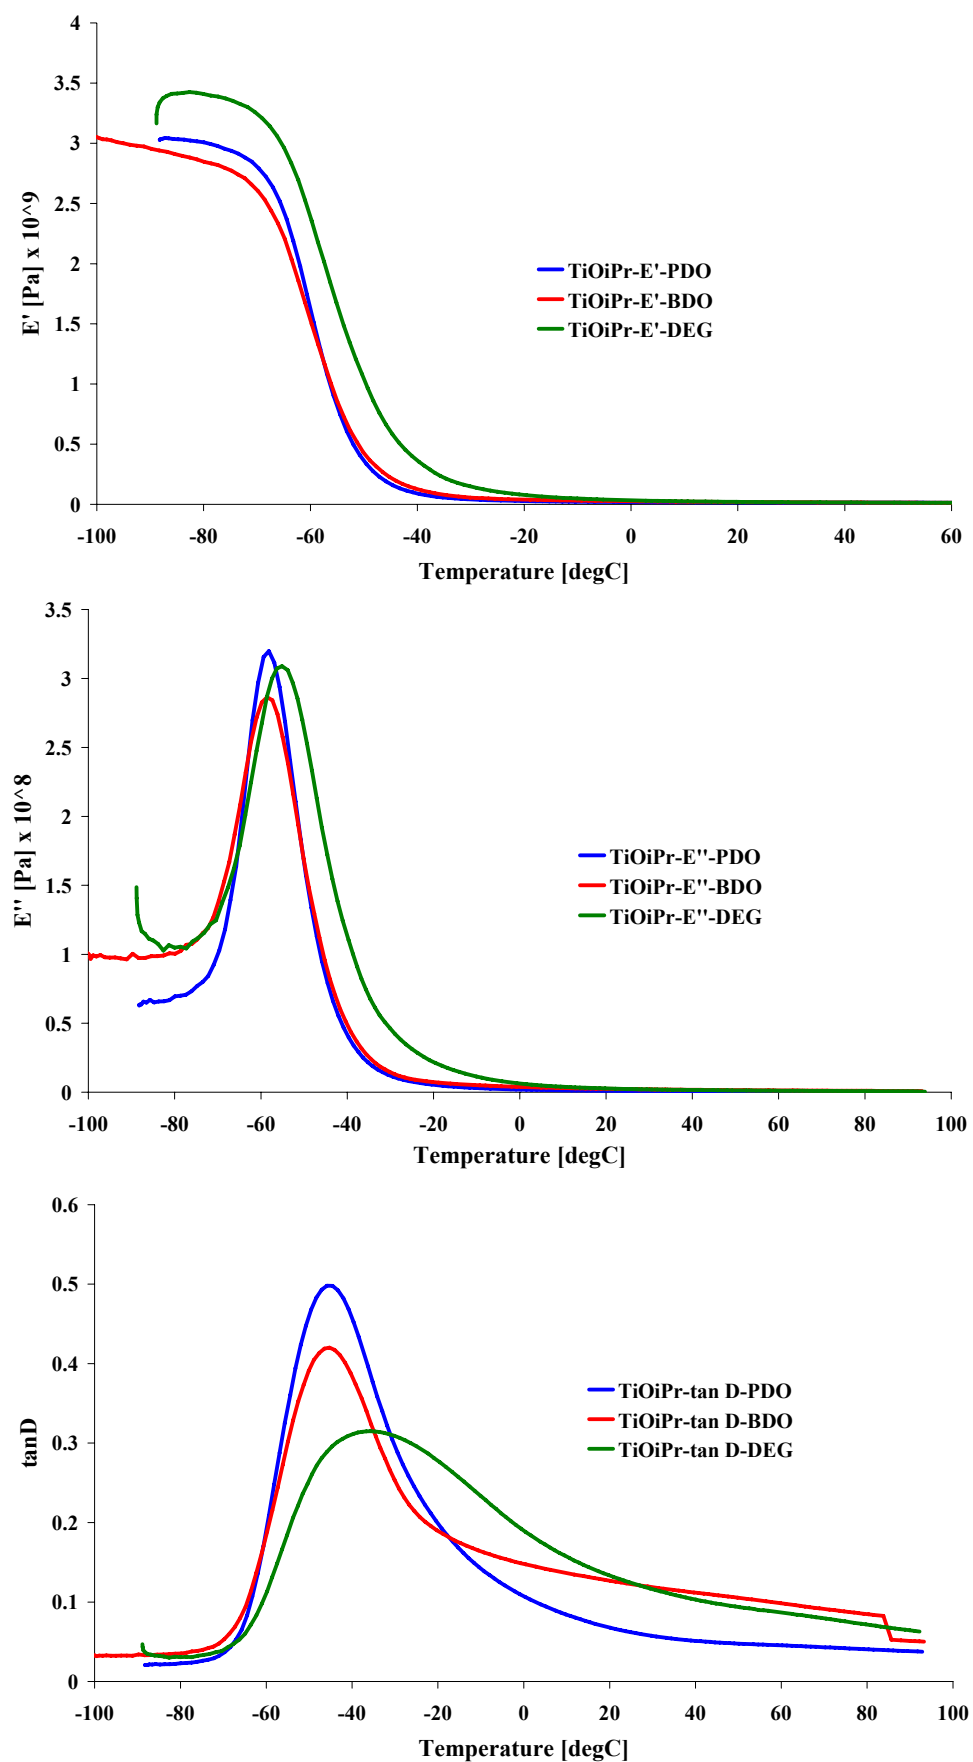 4
3.5
3
2.5
2
1.5
1
0.5
0
E' [Pa] x 10^9
TiOiPr-E'-PDO
TiOiPr-E'-BDO
TiOiPr-E'-DEG
-100 -80 -60 -40 -20 0 20 40 60
Temperature [degC]
3.5
3
2.5
2
1.5
1
0.5
0
E'' [Pa] x 10^8
TiOiPr-E''-PDO
TiOiPr-E''-BDO
TiOiPr-E''-DEG
-100 -80 -60 -40 -20 0 20 40 60 80 100
Temperature [degC]
0.6
0.5
0.4
0.3
0.2
0.1
0
tanD
TiOiPr-tan D-PDO
TiOiPr-tan D-BDO
TiOiPr-tan D-DEG
-100 -80 -60 -40 -20 0 20 40 60 80 100
Temperature [degC]